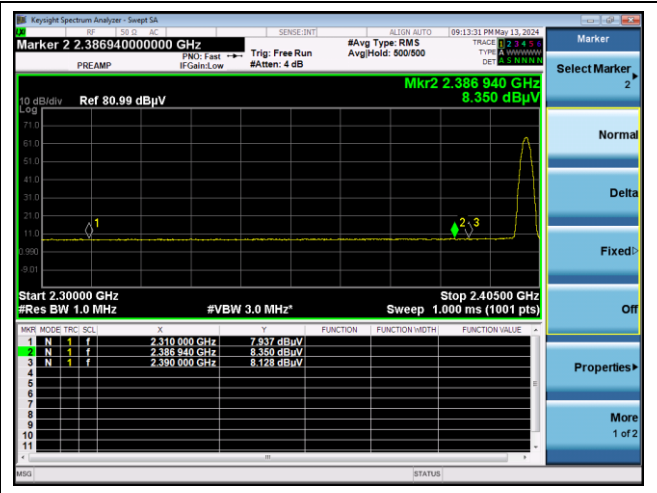 Keysight Spectrum Analyzer - Swept SA
RF 50 Ω AC SENSE:INT ALIGN AUTO 09:13:31 PM May 13, 2024
Marker 2 2.386940000000 GHz
PREAMP
PNO: Fast
IFGain:Low
Trig: Free Run
#Atten: 4 dB
#Avg Type: RMS
Avg|Hold: 500/500
TRACE 1 2 3 4 5 6
TYPE A WWWWW
DET A S N N N N
Mkr2 2.386 940 GHz
8.350 dBµV
10 dB/div Ref 80.99 dBµV
Log
71.0
61.0
51.0
41.0
31.0
21.0
11.0
0.990
-9.01
1
2 3
Start 2.30000 GHz Stop 2.40500 GHz
#Res BW 1.0 MHz #VBW 3.0 MHz* Sweep 1.000 ms (1001 pts)
MKR MODE TRC SCL X Y FUNCTION FUNCTION WIDTH FUNCTION VALUE
1 N 1 f 2.310 000 GHz 7.937 dBuV
2 N 1 f 2.386 940 GHz 8.350 dBuV
3 N 1 f 2.390 000 GHz 8.128 dBuV
4
5
6
7
8
9
10
11
MSG STATUS
Marker
Select Marker
2
Normal
Delta
Fixed
Off
Properties
More
1 of 2